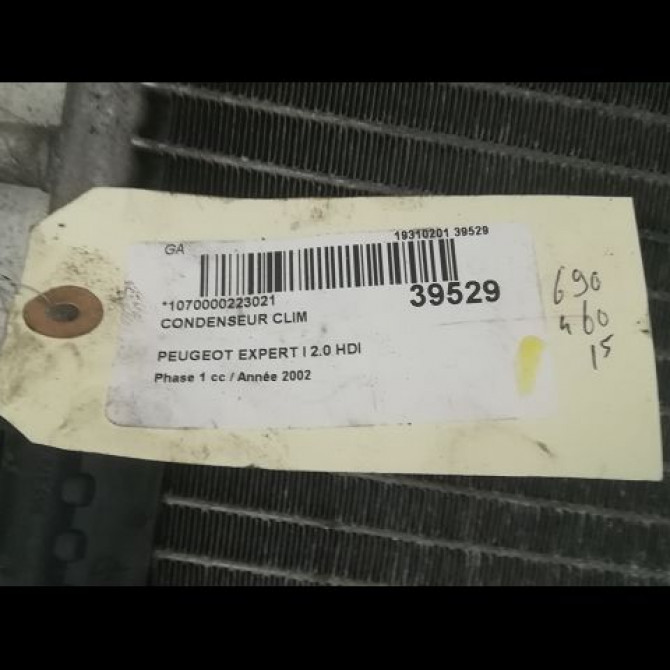 GA
19310201 39529
*1070000223021
39529
CONDENSEUR CLIM
PEUGEOT EXPERT I 2.0 HDI
Phase 1 cc / Année 2002
690
460
15